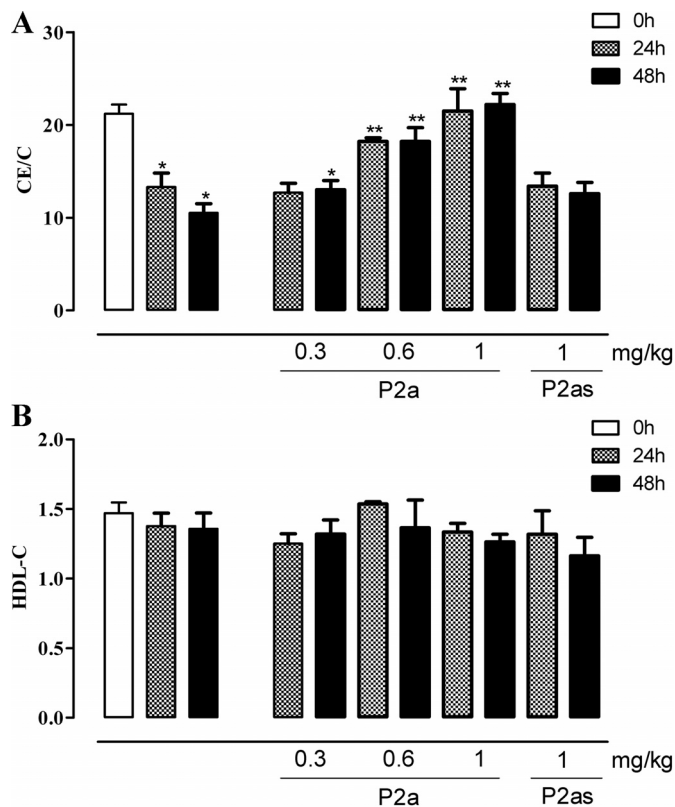 A
30
20
10
0
CE/C
0h
24h
48h
*
*
*
**
**
**
**
0.3 0.6 1 1 mg/kg
P2a P2as
B
2.0
1.5
1.0
0.5
0.0
HDL-C
0h
24h
48h
0.3 0.6 1 1 mg/kg
P2a P2as